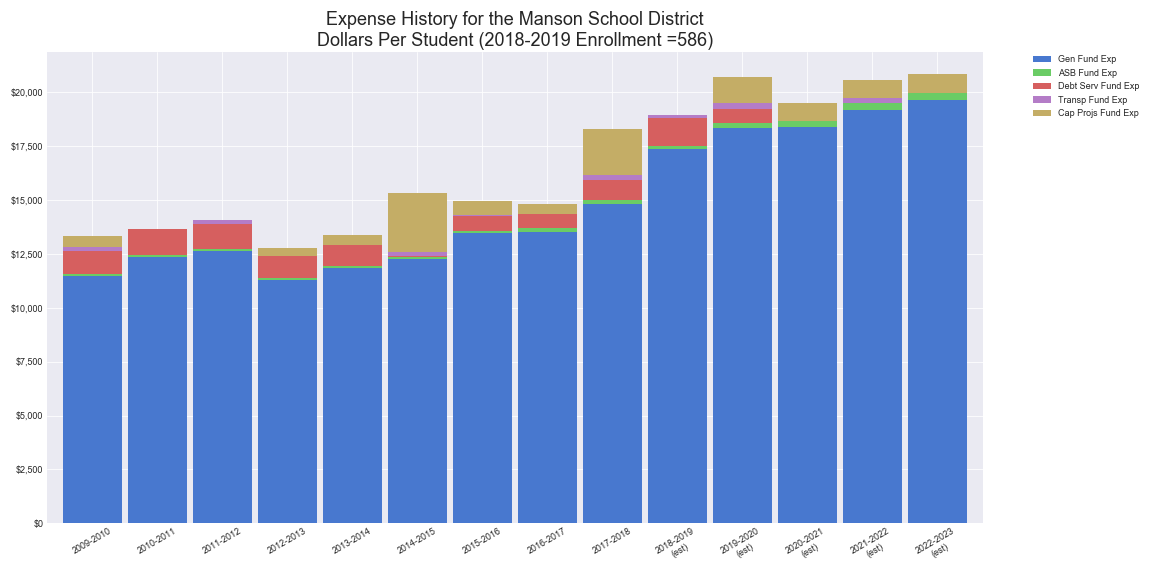 Expense History for the Manson School District
Dollars Per Student (2018-2019 Enrollment =586)
Gen Fund Exp
ASB Fund Exp
Debt Serv Fund Exp
Transp Fund Exp
Cap Projs Fund Exp
$20,000
$17,500
$15,000
$12,500
$10,000
$7,500
$5,000
$2,500
$0
2009-2010
2010-2011
2011-2012
2012-2013
2013-2014
2014-2015
2015-2016
2016-2017
2017-2018
2018-2019
(est)
2019-2020
(est)
2020-2021
(est)
2021-2022
(est)
2022-2023
(est)